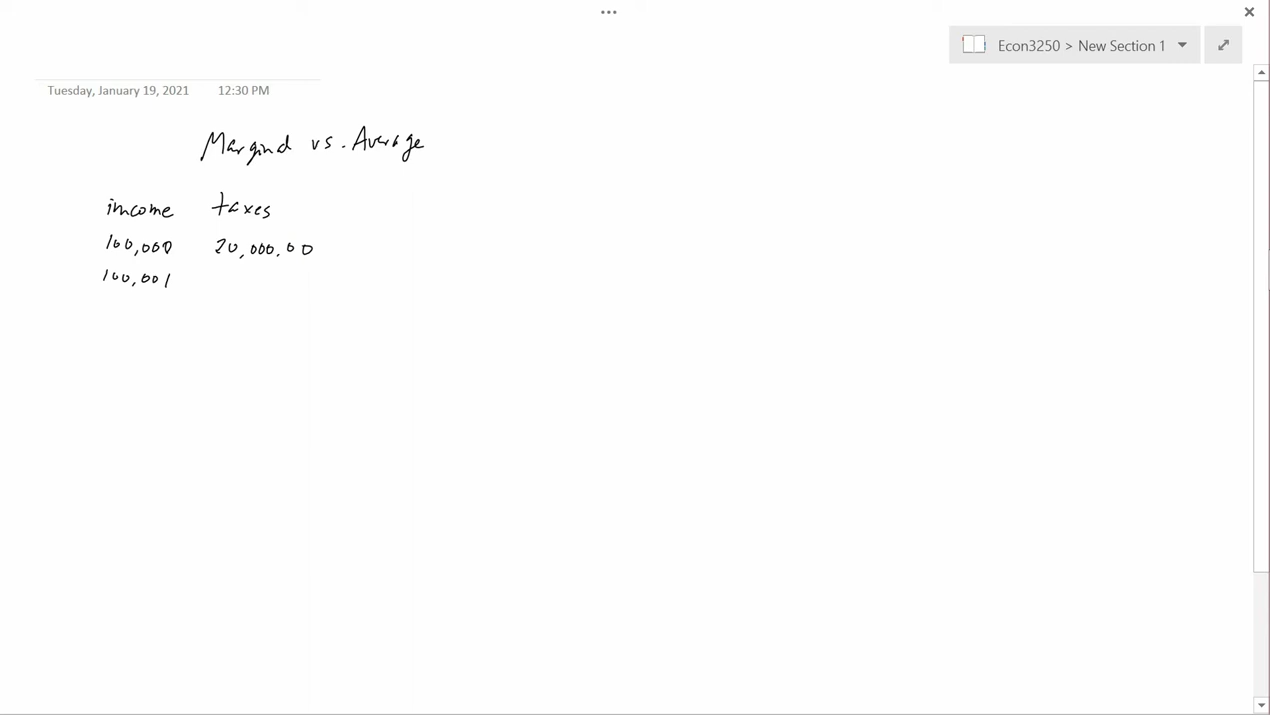 Econ3250 > New Section 1
Tuesday, January 19, 2021 12:30 PM
Marginal vs. Average
income taxes
100,000 20,000.00
100,001